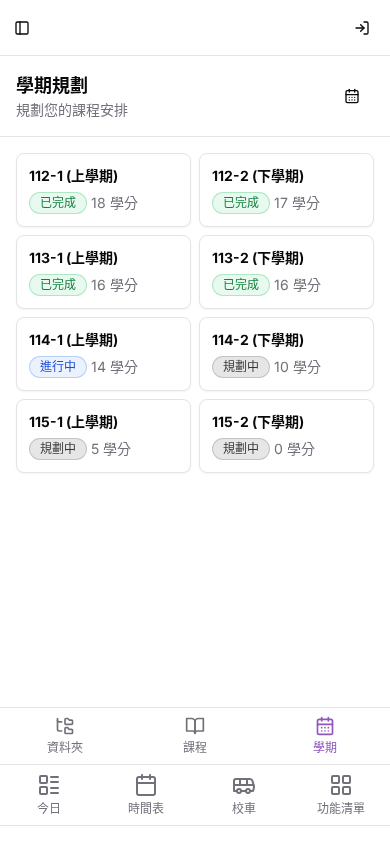 學期規劃
規劃您的課程安排
112-1 (上學期)
已完成 18 學分
112-2 (下學期)
已完成 17 學分
113-1 (上學期)
已完成 16 學分
113-2 (下學期)
已完成 16 學分
114-1 (上學期)
進行中 14 學分
114-2 (下學期)
規劃中 10 學分
115-1 (上學期)
規劃中 5 學分
115-2 (下學期)
規劃中 0 學分
資料夾 課程 學期
今日 時間表 校車 功能清單